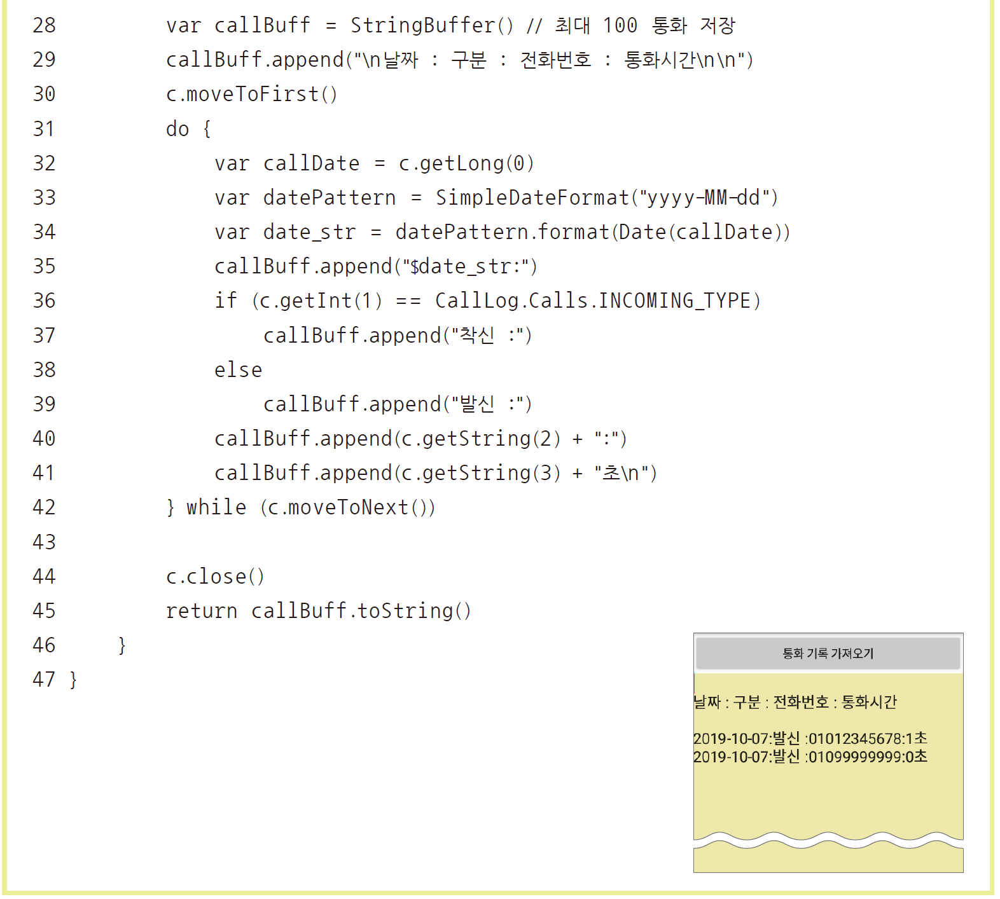 28 var callBuff = StringBuffer() // 최대 100 통화 저장
29 callBuff.append("\n날짜 : 구분 : 전화번호 : 통화시간\n\n")
30 c.moveToFirst()
31 do {
32 var callDate = c.getLong(0)
33 var datePattern = SimpleDateFormat("yyyy-MM-dd")
34 var date_str = datePattern.format(Date(callDate))
35 callBuff.append("$date_str:")
36 if (c.getInt(1) == CallLog.Calls.INCOMING_TYPE)
37 callBuff.append("착신 :")
38 else
39 callBuff.append("발신 :")
40 callBuff.append(c.getString(2) + ":")
41 callBuff.append(c.getString(3) + "초\n")
42 } while (c.moveToNext())
43
44 c.close()
45 return callBuff.toString()
46 }
47 }
통화 기록 가져오기
날짜 : 구분 : 전화번호 : 통화시간
2019-10-07:발신 :01012345678:1초
2019-10-07:발신 :01099999999:0초